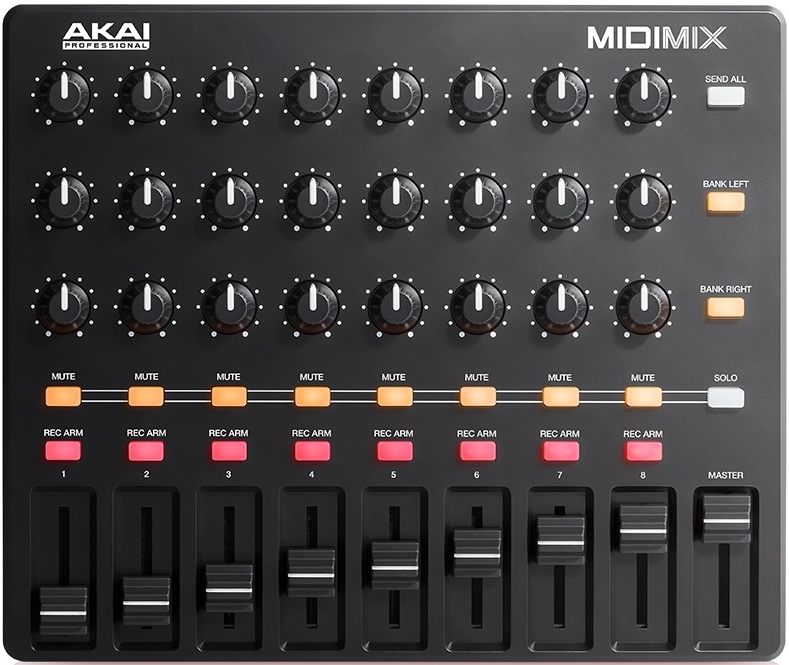 AKAI
PROFESSIONAL
MIDIMIX
SEND ALL
BANK LEFT
BANK RIGHT
MUTE MUTE MUTE MUTE MUTE MUTE MUTE MUTE SOLO
REC ARM REC ARM REC ARM REC ARM REC ARM REC ARM REC ARM REC ARM
1 2 3 4 5 6 7 8 MASTER